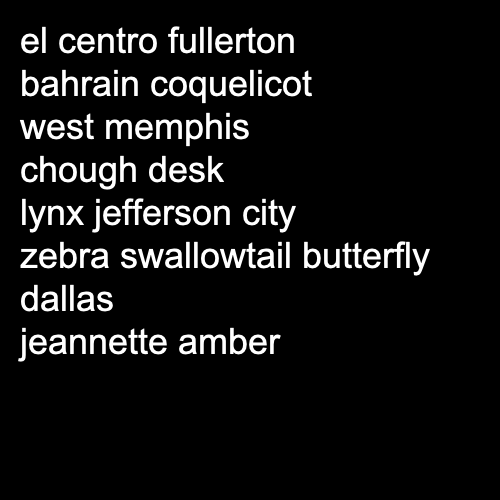 el centro fullerton
bahrain coquelicot
west memphis
chough desk
lynx jefferson city
zebra swallowtail butterfly
dallas
jeannette amber